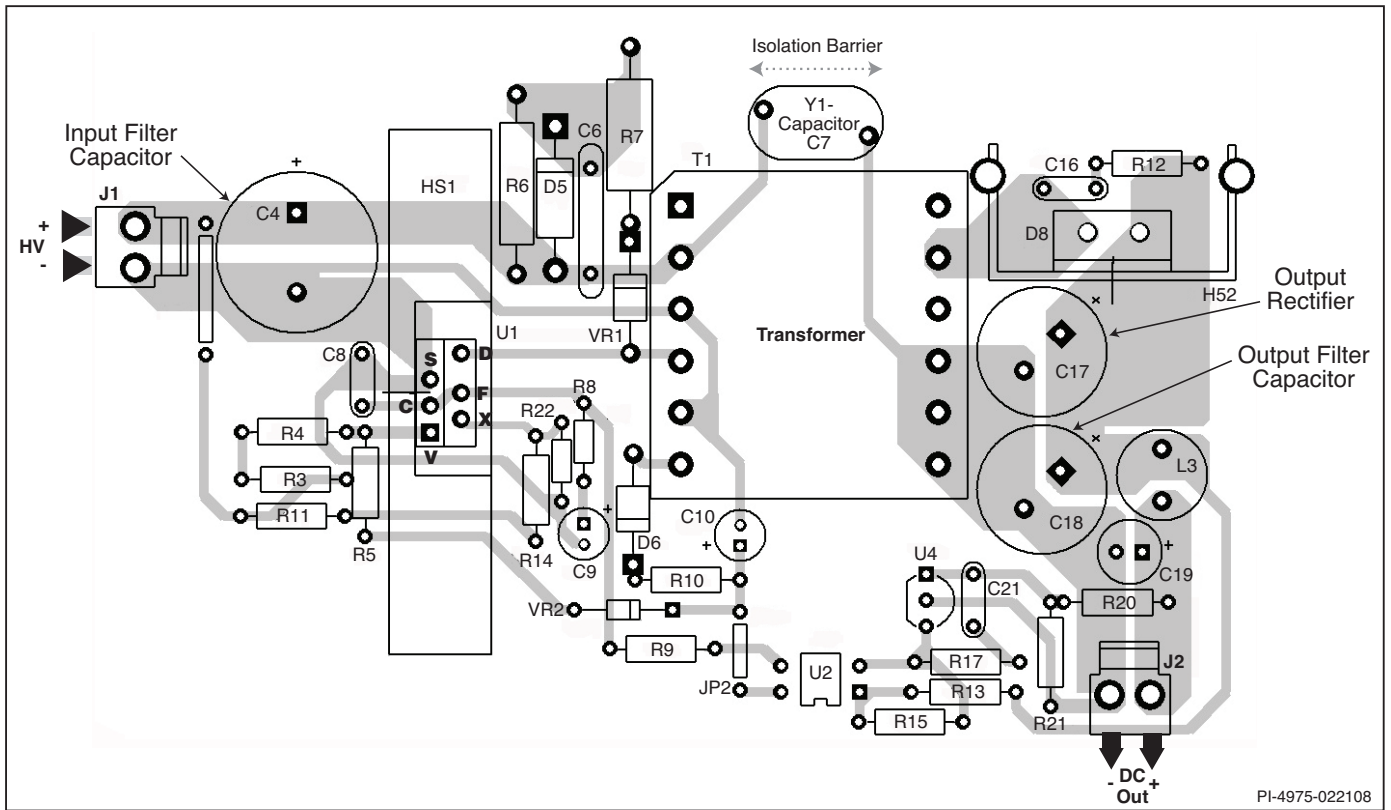 Isolation Barrier
Y1-
Capacitor
C7
Input Filter
Capacitor
+
J1
C4
HS1
R6
D5
C6
R7
T1
C16
R12
D8
+
HV
-
H52
Output
Rectifier
U1
VR1
Transformer
C8
S
D
C
F
X
V
R8
R22
C17
Output Filter
Capacitor
R4
R3
R11
R5
R14
C9
+
D6
C10
+
C18
L3
C19
+
R10
U4
C21
R20
VR2
R9
JP2
U2
R17
R13
R15
R21
J2
- DC +
Out
PI-4975-022108